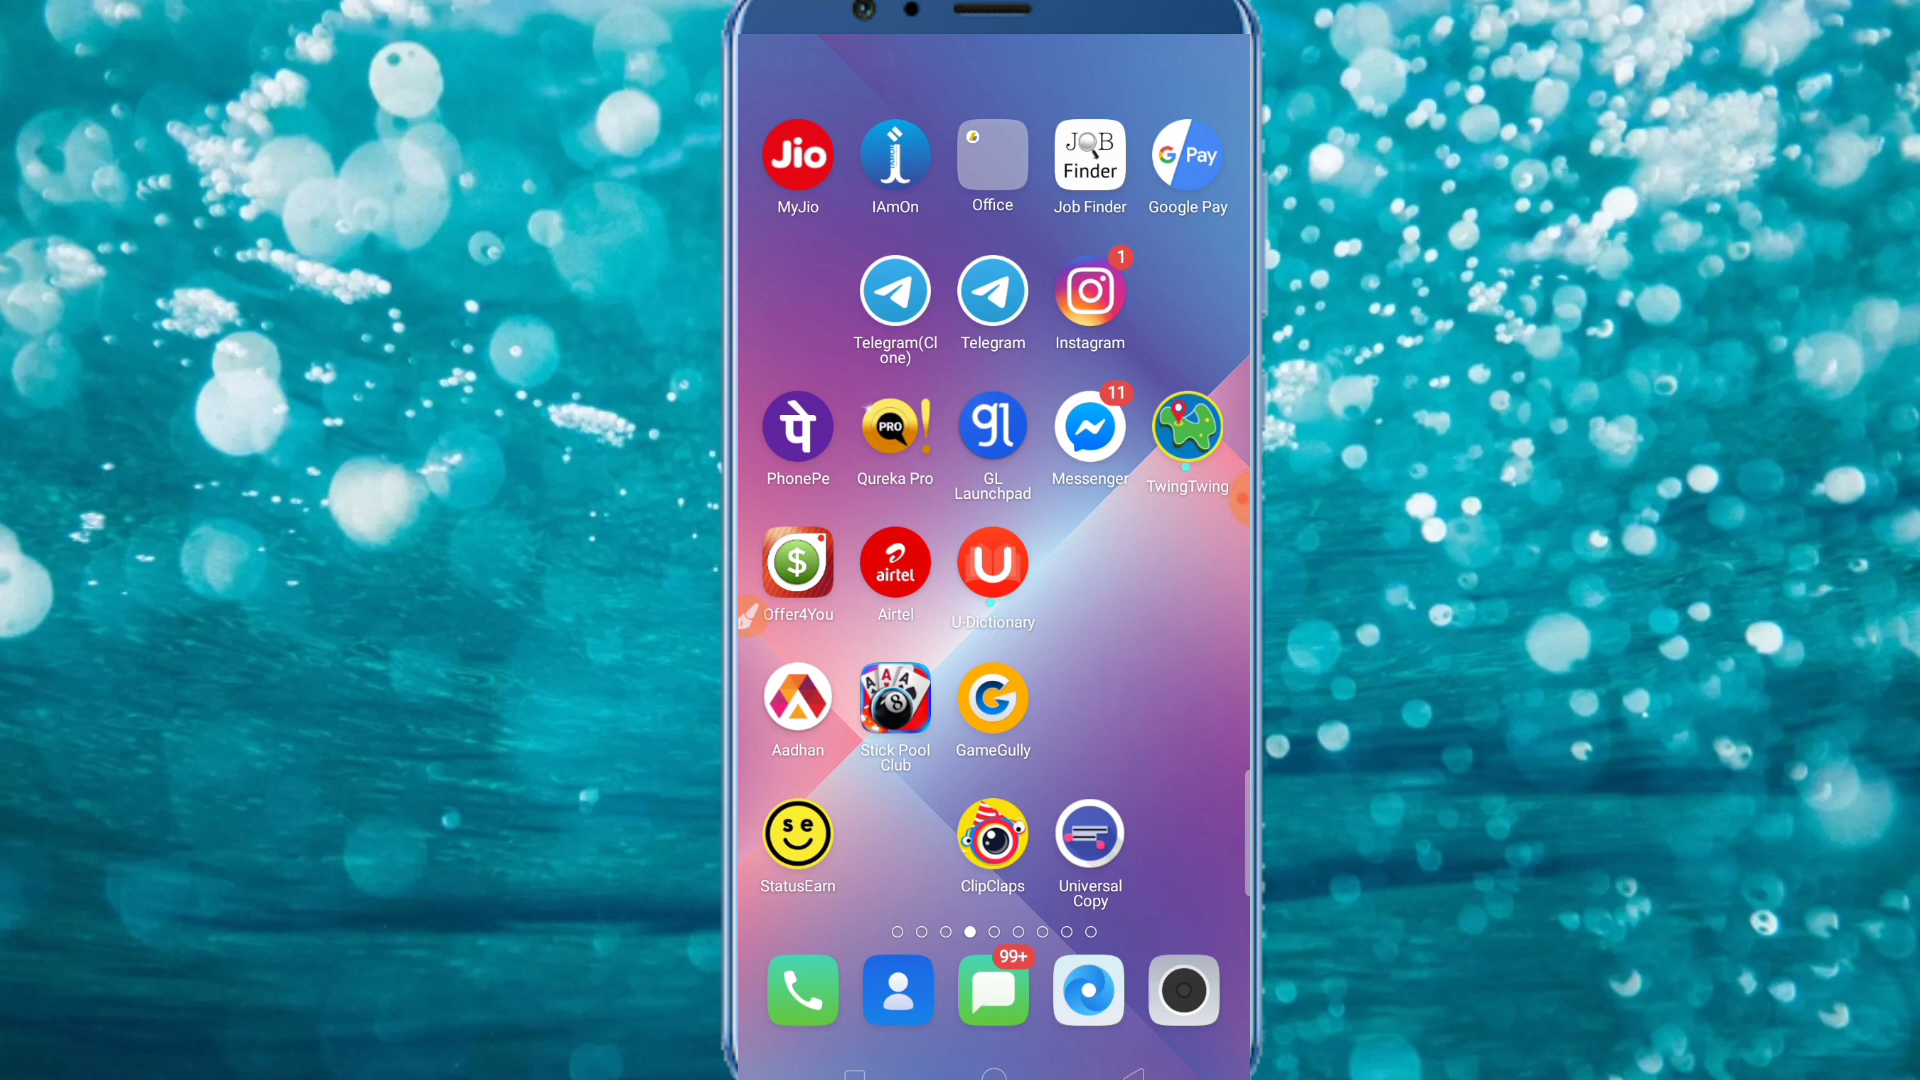 Jio
JOB
Finder
G Pay
MyJio
IAmOn
Office
Job Finder
Google Pay
1
Telegram(Cl
one)
Telegram
Instagram
पे
PRO
gl
11
PhonePe
Qureka Pro
GL
Launchpad
Messenger
TwingTwing
$
airtel
U
Offer4You
Airtel
U-Dictionary
A A A
8
G
Aadhan
Stick Pool
Club
GameGully
s e
StatusEarn
ClipClaps
Universal
Copy
99+